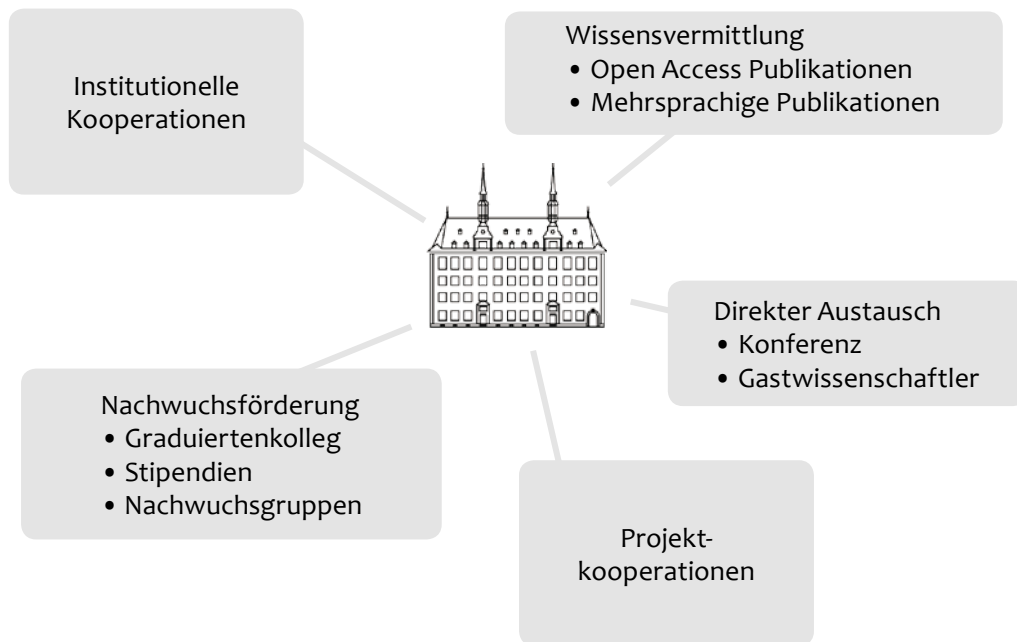 Institutionelle
Kooperationen
Wissensvermittlung
• Open Access Publikationen
• Mehrsprachige Publikationen
Direkter Austausch
• Konferenz
• Gastwissenschaftler
Nachwuchsförderung
• Graduiertenkolleg
• Stipendien
• Nachwuchsgruppen
Projekt-
kooperationen